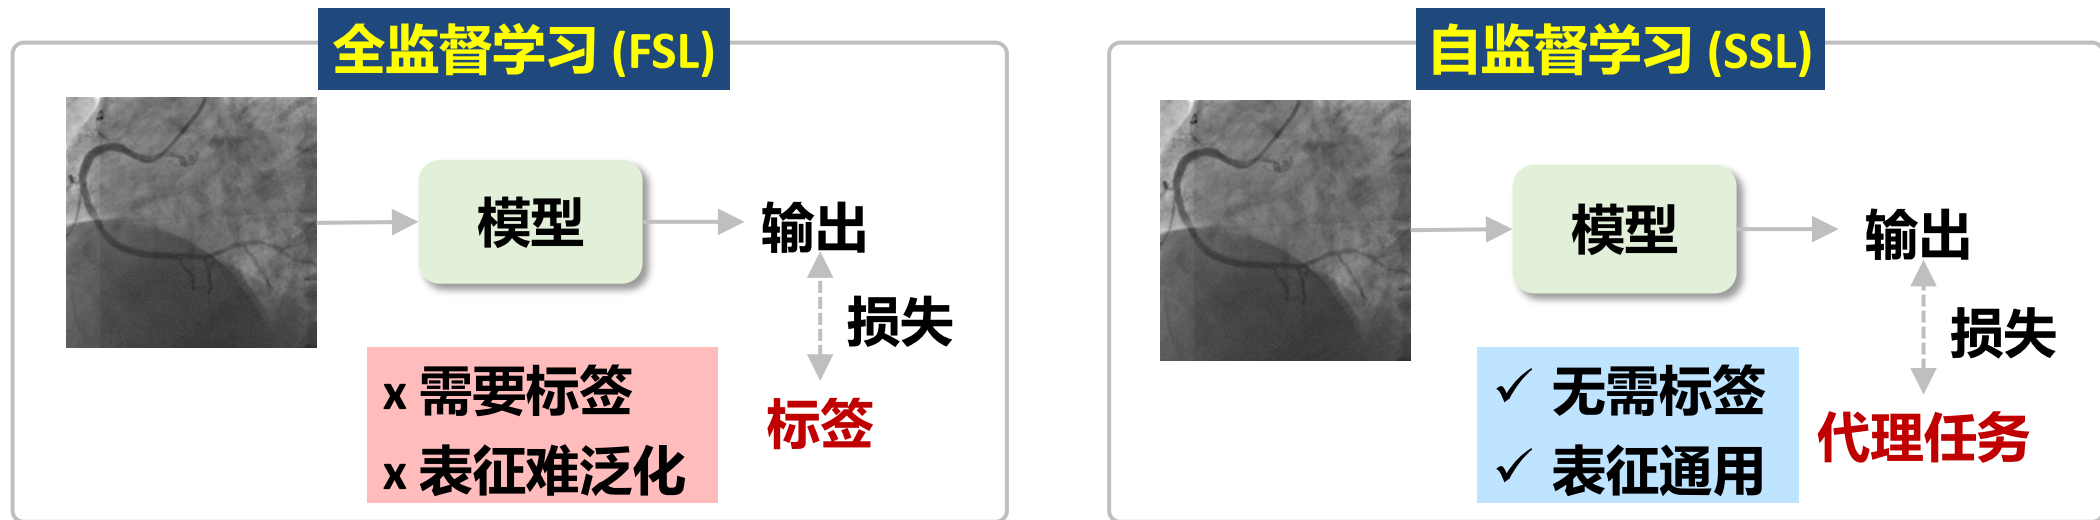 全监督学习 (FSL)
模型
输出
损失
标签
x 需要标签
x 表征难泛化
自监督学习 (SSL)
模型
输出
损失
代理任务
✓ 无需标签
✓ 表征通用